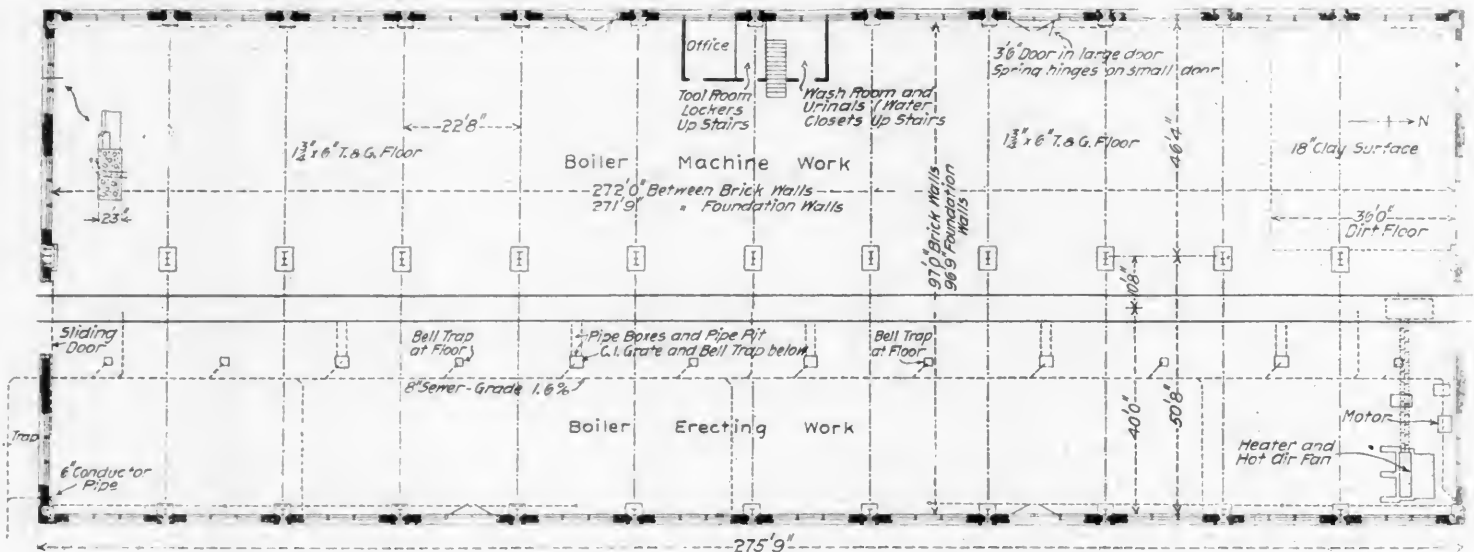 Office
3'6" Door in large door
Spring hinges on small door
Tool Room
Lockers
Up Stairs
Wash Room and
Urinals (Water
Closets Up Stairs
22'8"
1 3/4" x 6" T. & G. Floor
1 3/4" x 6" T. & G. Floor
46'4"
N
18" Clay Surface
Boiler Machine Work
272'0" Between Brick Walls
271'9" " Foundation Walls
97'0" Brick Walls
96'9" Foundation
Walls
23"
36'0"
Dirt Floor
10'8"
Sliding
Door
Bell Trap
at Floor
Pipe Boxes and Pipe Pit
C.I. Grate and Bell Trap below
Bell Trap
at Floor
8" Sewer - Grade 1.6%
40'0"
50'8"
Boiler Erecting Work
Trap
Motor
Heater and
Hot Air Fan
6" Conductor
Pipe
275'9"